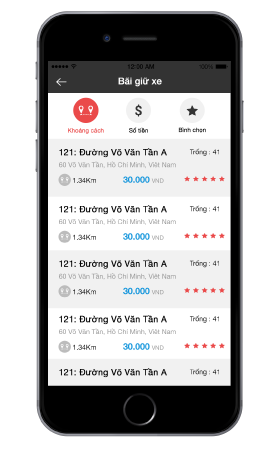 12:00 AM 100%
Bãi giữ xe
Khoảng cách Số tiền Bình chọn
121: Đường Võ Văn Tần A Trống : 41
60 Võ Văn Tần, Hồ Chí Minh, Việt Nam
1.34Km 30.000 VND
121: Đường Võ Văn Tần A Trống : 41
60 Võ Văn Tần, Hồ Chí Minh, Việt Nam
1.34Km 30.000 VND
121: Đường Võ Văn Tần A Trống : 41
60 Võ Văn Tần, Hồ Chí Minh, Việt Nam
1.34Km 30.000 VND
121: Đường Võ Văn Tần A Trống : 41
60 Võ Văn Tần, Hồ Chí Minh, Việt Nam
1.34Km 30.000 VND
121: Đường Võ Văn Tần A Trống : 41